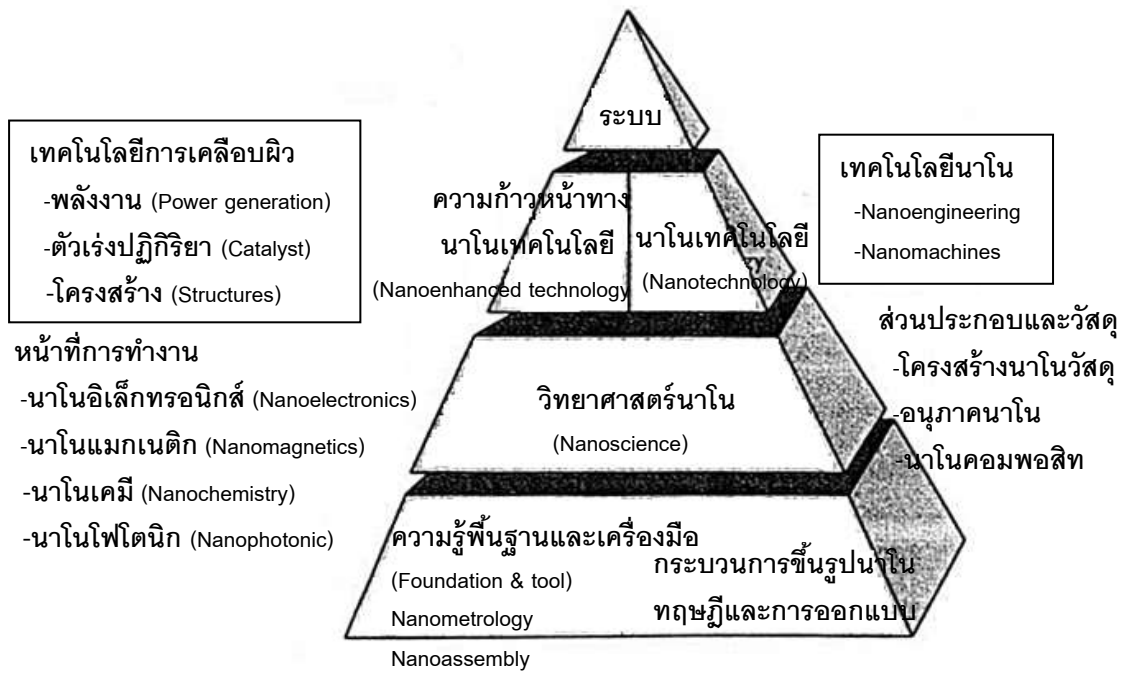 ระบบ
เทคโนโลยีการเคลือบผิว
-พลังงาน (Power generation)
-ตัวเร่งปฏิกิริยา (Catalyst)
-โครงสร้าง (Structures)
ความก้าวหน้าทาง
นาโนเทคโนโลยี
(Nanoenhanced technology
นาโนเทคโนโลยี
(Nanotechnology)
เทคโนโลยีนาโน
-Nanoengineering
-Nanomachines
หน้าที่การทำงาน
-นาโนอิเล็กทรอนิกส์ (Nanoelectronics)
-นาโนแมกเนติก (Nanomagnetics)
-นาโนเคมี (Nanochemistry)
-นาโนโฟโตนิก (Nanophotonic)
วิทยาศาสตร์นาโน
(Nanoscience)
ส่วนประกอบและวัสดุ
-โครงสร้างนาโนวัสดุ
-อนุภาคนาโน
-นาโนคอมพอสิท
ความรู้พื้นฐานและเครื่องมือ
(Foundation & tool)
Nanometrology
Nanoassembly
กระบวนการขึ้นรูปนาโน
ทฤษฎีและการออกแบบ